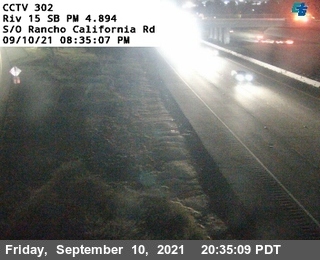 CCTV 302
Riv 15 SB PM 4.894
S/O Rancho California Rd
09/10/21 08:35:07 PM
Friday, September 10, 2021 20:35:09 PDT